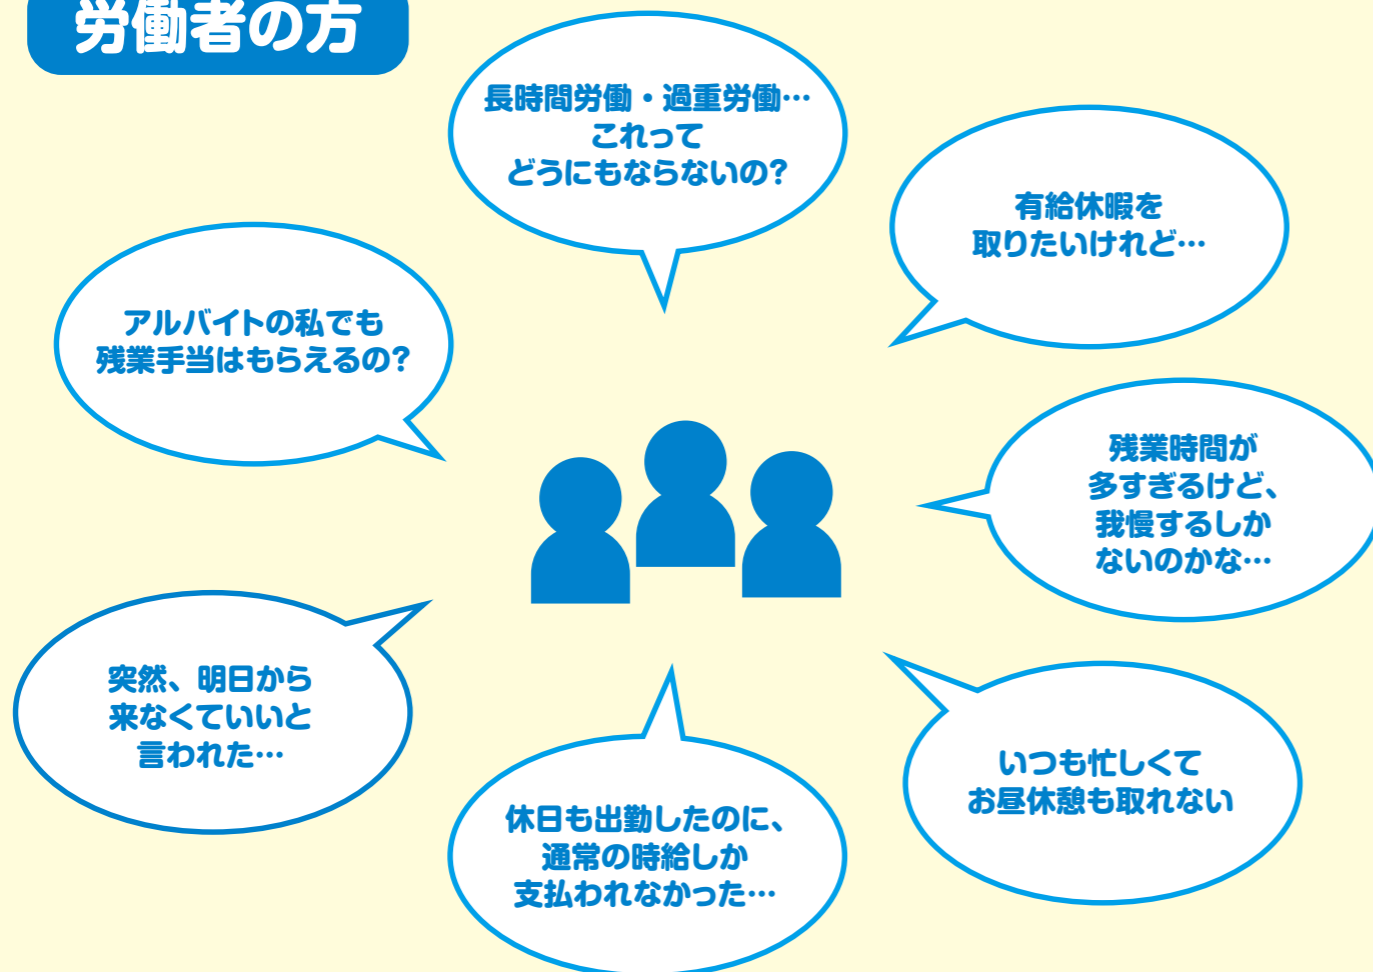 労働者の方
長時間労働・過重労働…
これって
どうにもならないの？
有給休暇を
取りたいけれど…
アルバイトの私でも
残業手当はもらえるの？
残業時間が
多すぎるけど、
我慢するしか
ないのかな…
突然、明日から
来なくていいと
言われた…
いつも忙しくて
お昼休憩も取れない
休日も出勤したのに、
通常の時給しか
支払われなかった…